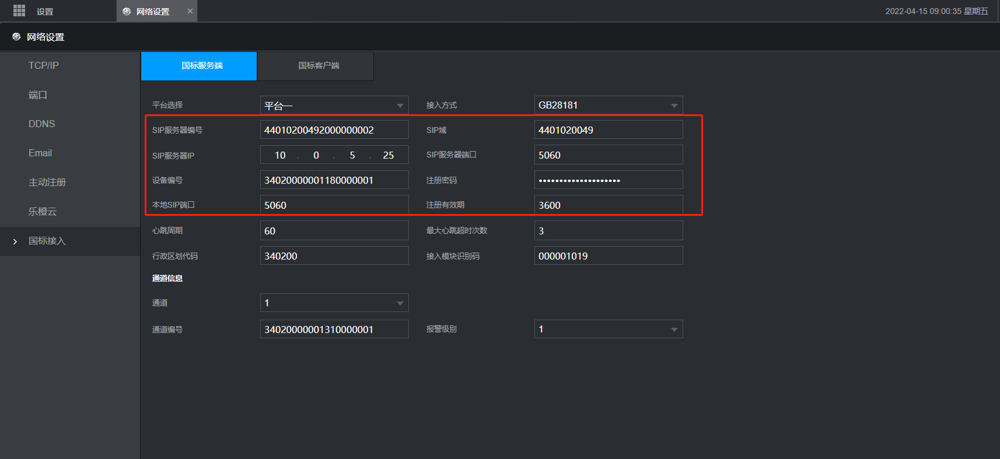 设置
网络设置
×
2022-04-15 09:00:35 星期五
网络设置
TCP/IP
端口
DDNS
Email
主动注册
乐橙云
国标接入
国标服务端
国标客户端
平台选择
平台一
接入方式
GB28181
SIP服务器编号
44010200492000000002
SIP域
4401020049
SIP服务器IP
10 . 0 . 5 . 25
SIP服务器端口
5060
设备编号
34020000001180000001
注册密码
••••••••••••••••••••
本地SIP端口
5060
注册有效期
3600
心跳周期
60
最大心跳超时次数
3
行政区划代码
340200
接入模块识别码
000001019
通道信息
通道
1
通道编号
34020000001310000001
报警级别
1